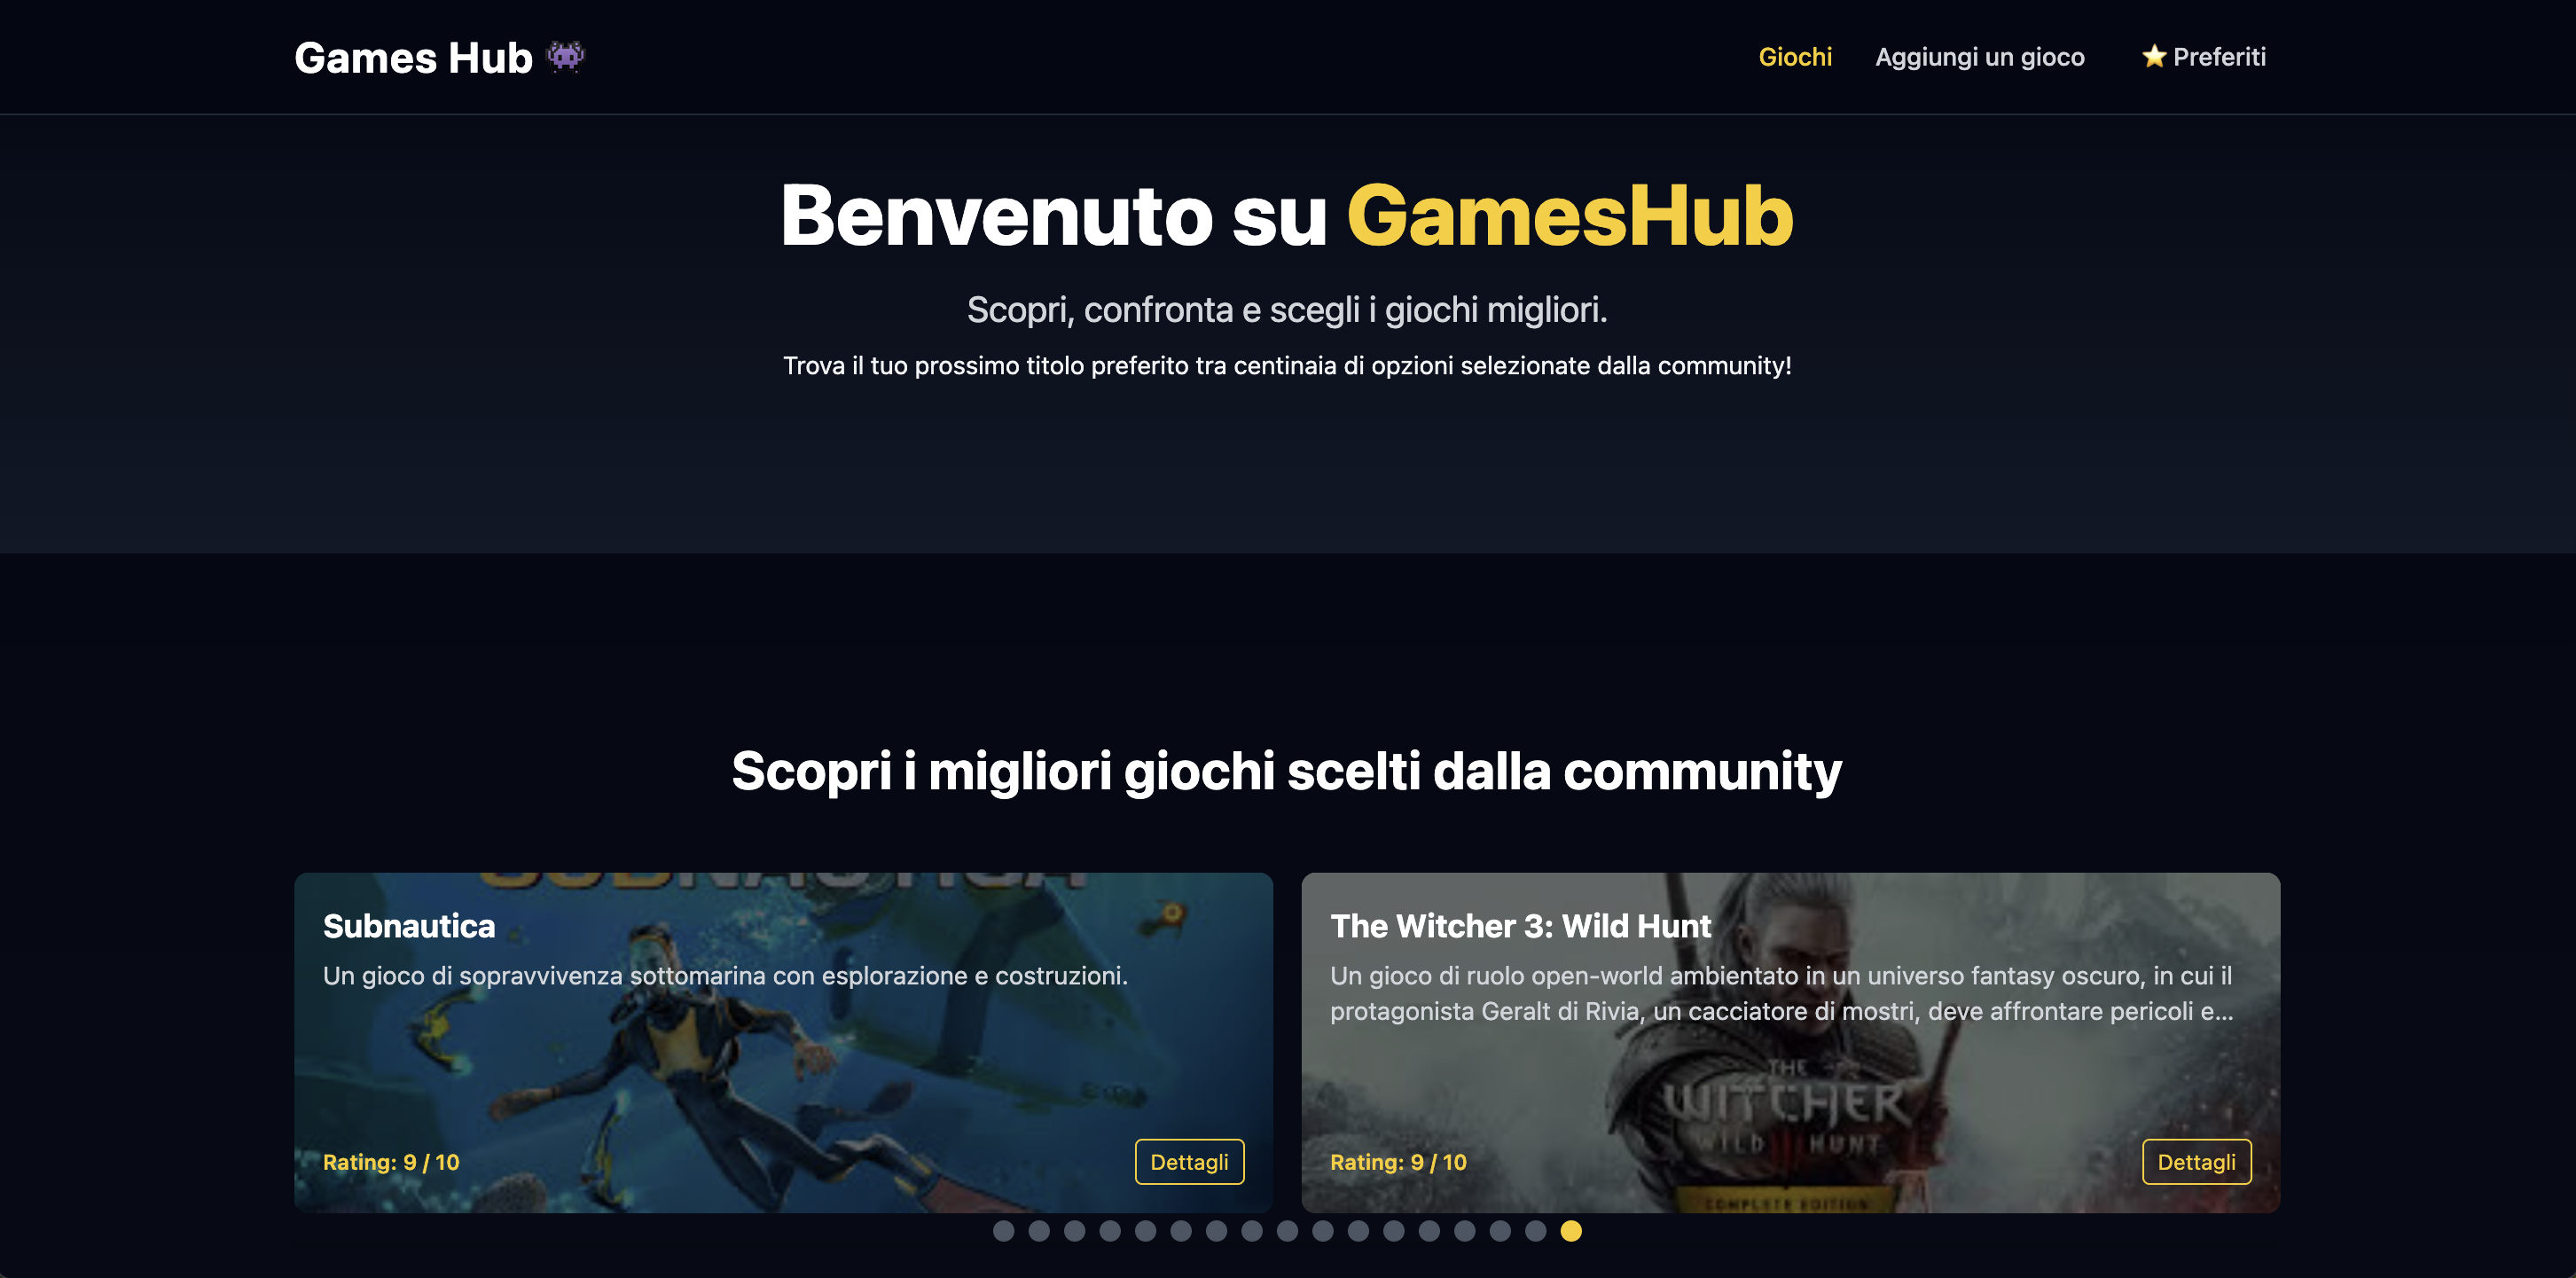 Games Hub
Giochi
Aggiungi un gioco
Preferiti
Benvenuto su GamesHub
Scopri, confronta e scegli i giochi migliori.
Trova il tuo prossimo titolo preferito tra centinaia di opzioni selezionate dalla community!
Scopri i migliori giochi scelti dalla community
SUBNAUTICA
Subnautica
Un gioco di sopravvivenza sottomarina con esplorazione e costruzioni.
Rating: 9 / 10
Dettagli
The Witcher 3: Wild Hunt
Un gioco di ruolo open-world ambientato in un universo fantasy oscuro, in cui il
protagonista Geralt di Rivia, un cacciatore di mostri, deve affrontare pericoli e...
THE
WITCHER
WILD HUNT
COMPLETE EDITION
Rating: 9 / 10
Dettagli